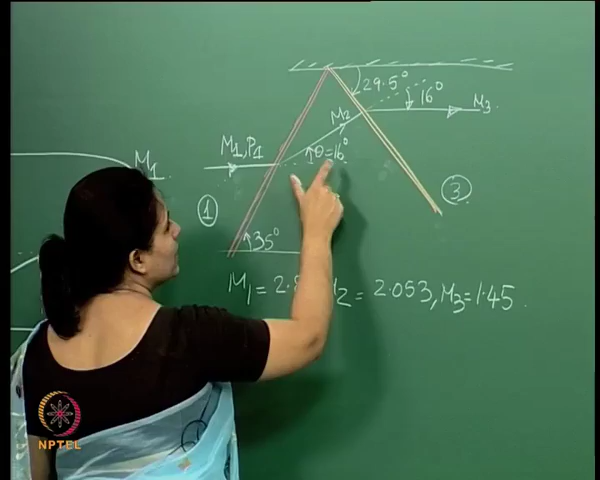 29.5°
16°
M₂
M₃
M₁, P₁
θ=16°
M₁
①
③
35°
M₁ = 2. ₂ = 2.053, M₃=1.45
NPTEL